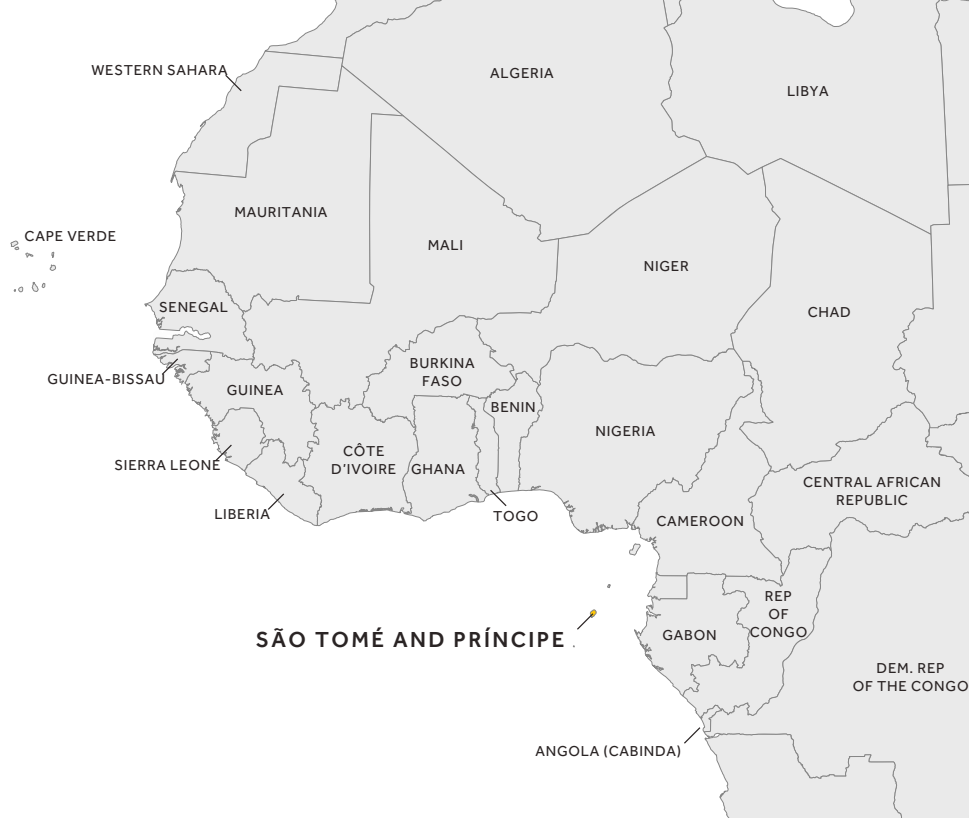 WESTERN SAHARA
ALGERIA
LIBYA
MAURITANIA
CAPE VERDE
MALI
NIGER
SENEGAL
CHAD
BURKINA
FASO
GUINEA-BISSAU
GUINEA
BENIN
NIGERIA
CÔTE
D'IVOIRE
GHANA
SIERRA LEONE
CENTRAL AFRICAN
REPUBLIC
LIBERIA
TOGO
CAMEROON
REP
OF
CONGO
SÃO TOMÉ AND PRÍNCIPE
GABON
DEM. REP
OF THE CONGO
ANGOLA (CABINDA)